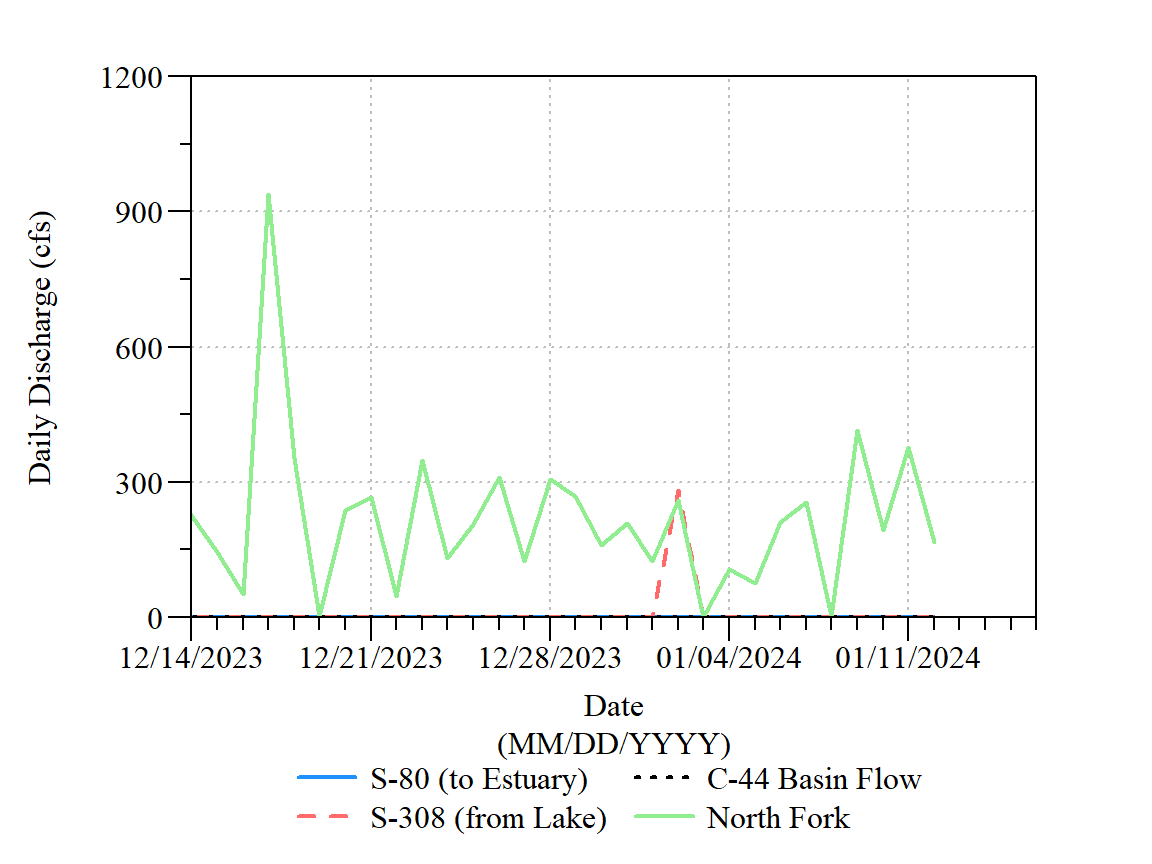 1200
900
600
300
0
Daily Discharge (cfs)
12/14/2023 12/21/2023 12/28/2023 01/04/2024 01/11/2024
Date
(MM/DD/YYYY)
S-80 (to Estuary) C-44 Basin Flow
S-308 (from Lake) North Fork